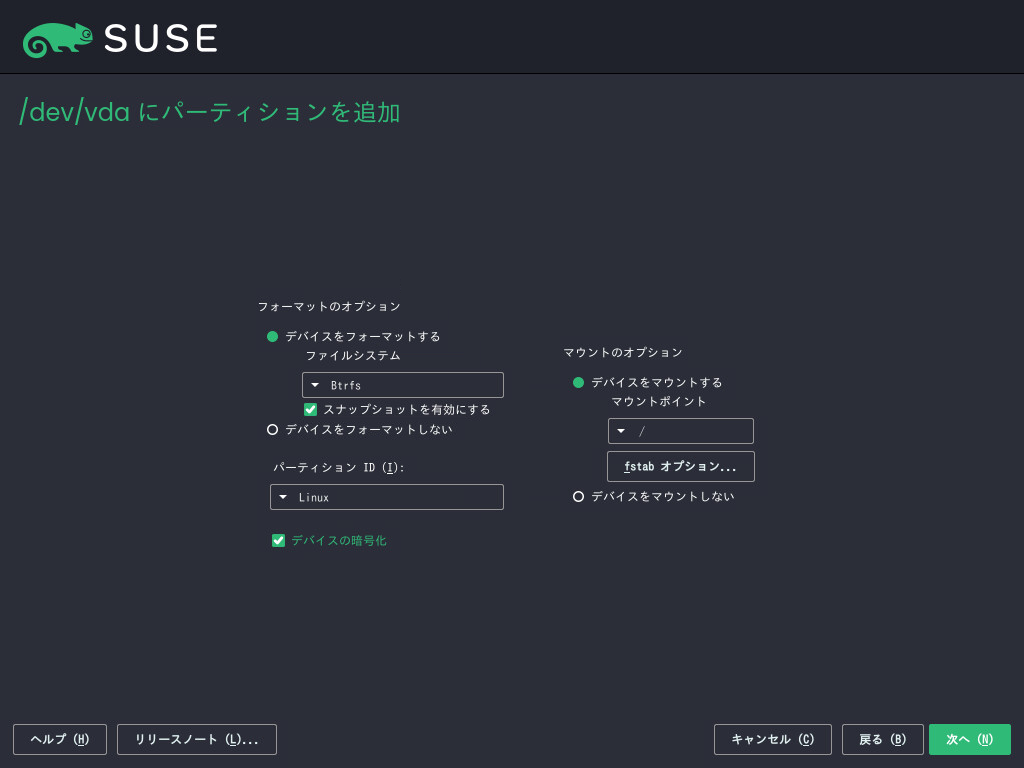 SUSE
/dev/vda にパーティションを追加
フォーマットのオプション
デバイスをフォーマットする
ファイルシステム
Btrfs
スナップショットを有効にする
デバイスをフォーマットしない
パーティション ID (I):
Linux
デバイスの暗号化
マウントのオプション
デバイスをマウントする
マウントポイント
/
fstab オプション...
デバイスをマウントしない
ヘルプ (H)
リリースノート (L)...
キャンセル (C)
戻る (B)
次へ (N)